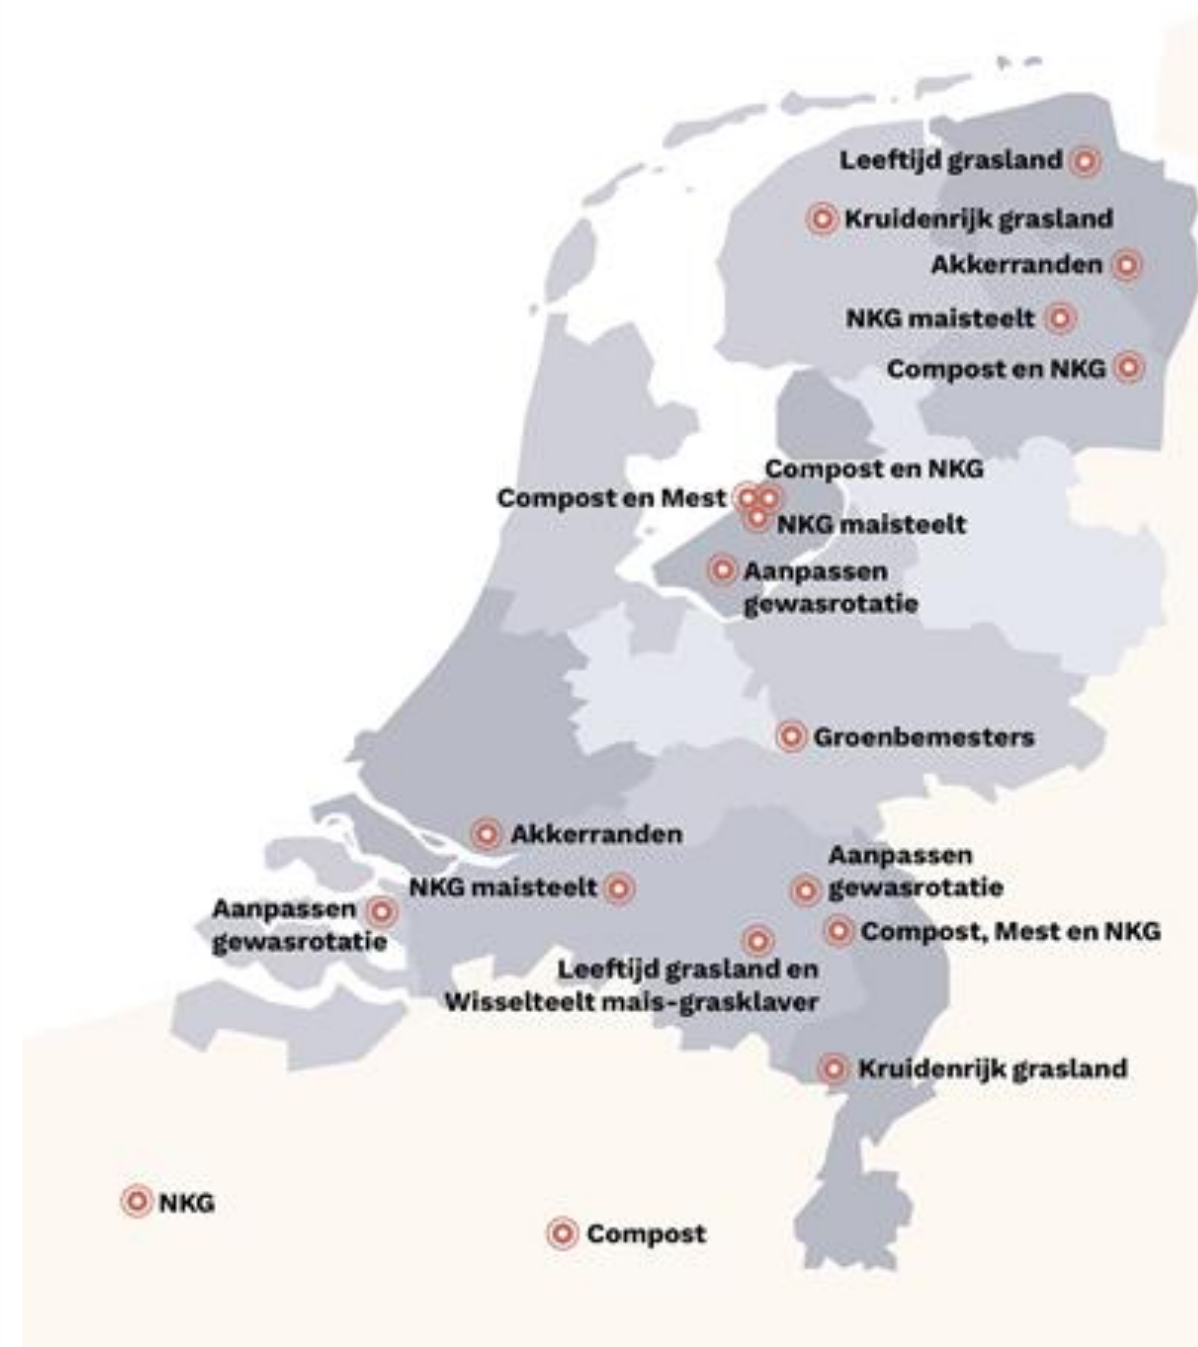 Leeftijd grasland
Kruidenrijk grasland
Akkerranden
NKG maisteelt
Compost en NKG
Compost en NKG
Compost en Mest
NKG maisteelt
Aanpassen
gewasrotatie
Groenbemesters
Akkerranden
Aanpassen
gewasrotatie
NKG maisteelt
Aanpassen
gewasrotatie
Compost, Mest en NKG
Leeftijd grasland en
Wisselteelt mais-grasklaver
Kruidenrijk grasland
NKG
Compost